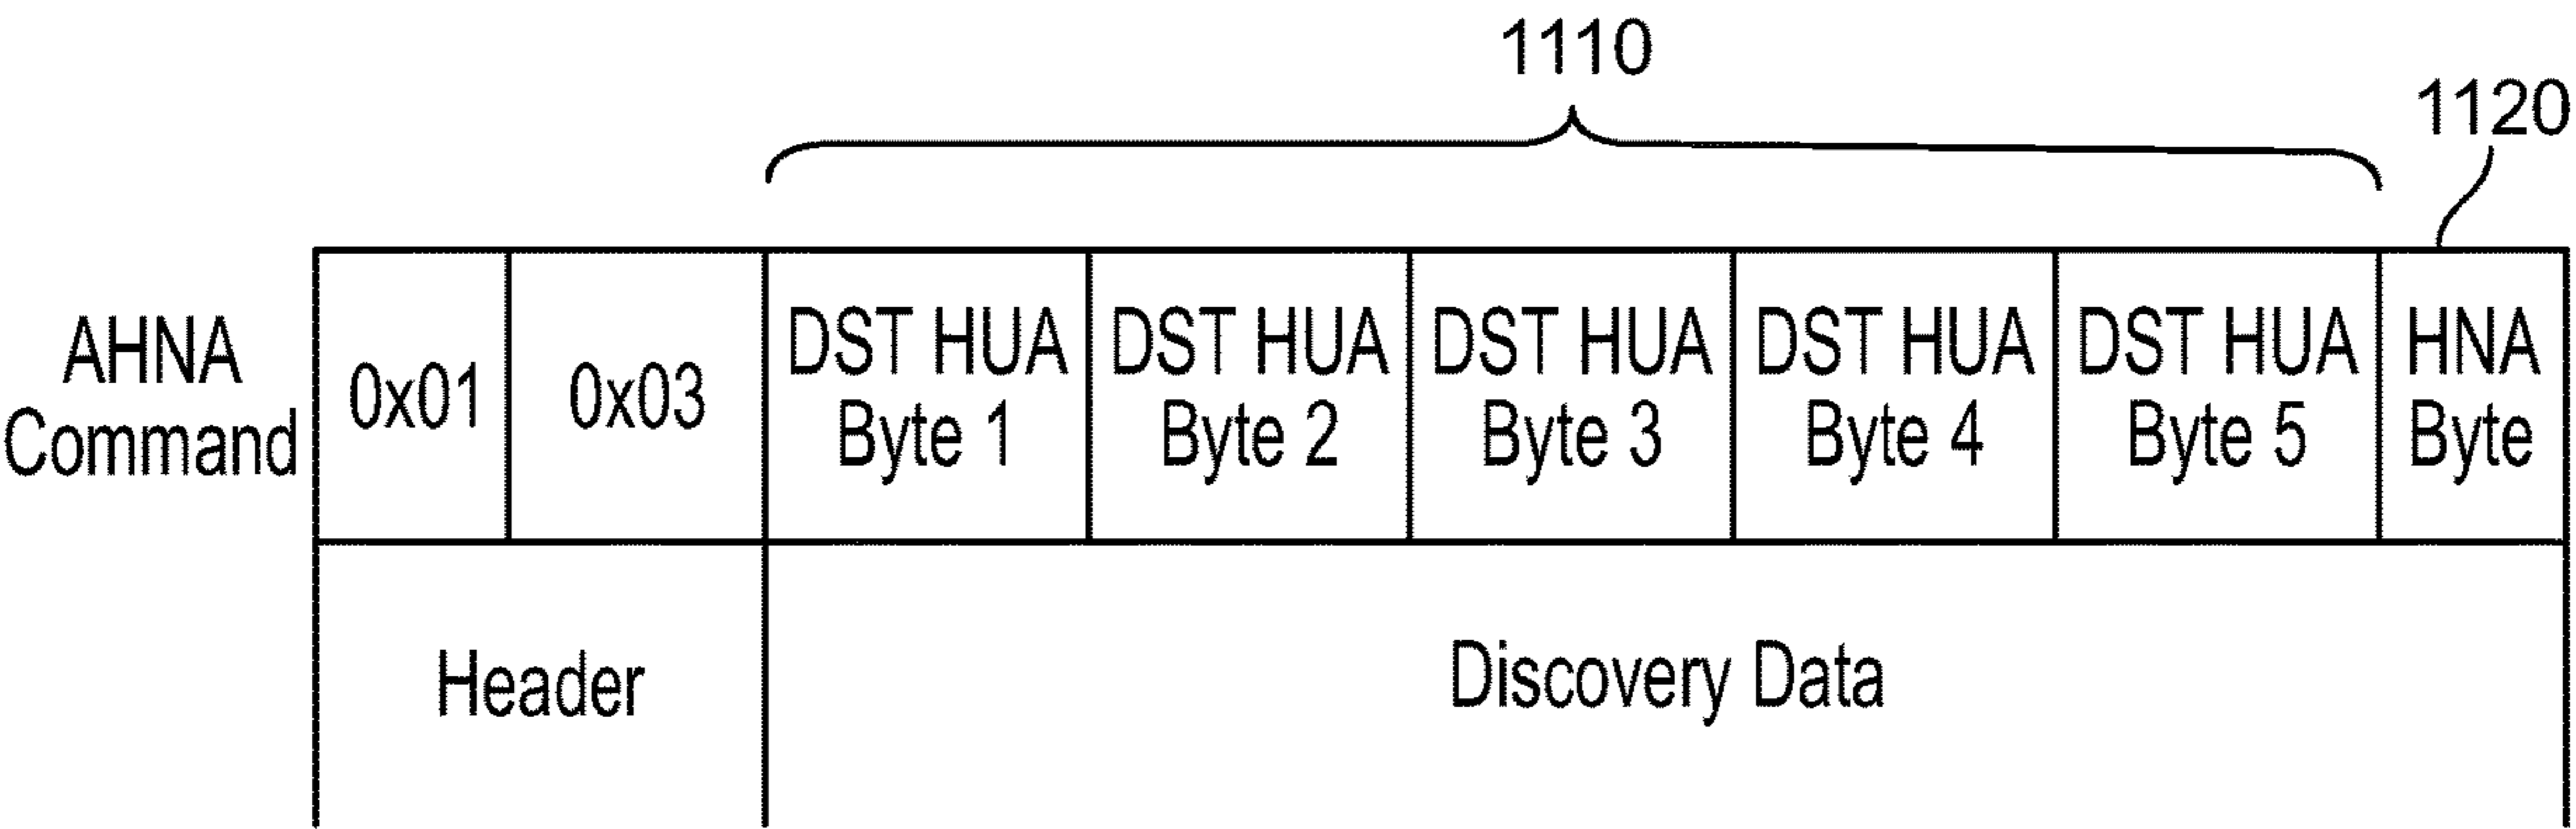 1110
1120
AHNA
Command
0x01
0x03
DST HUA
Byte 1
DST HUA
Byte 2
DST HUA
Byte 3
DST HUA
Byte 4
DST HUA
Byte 5
HNA
Byte
Header
Discovery Data